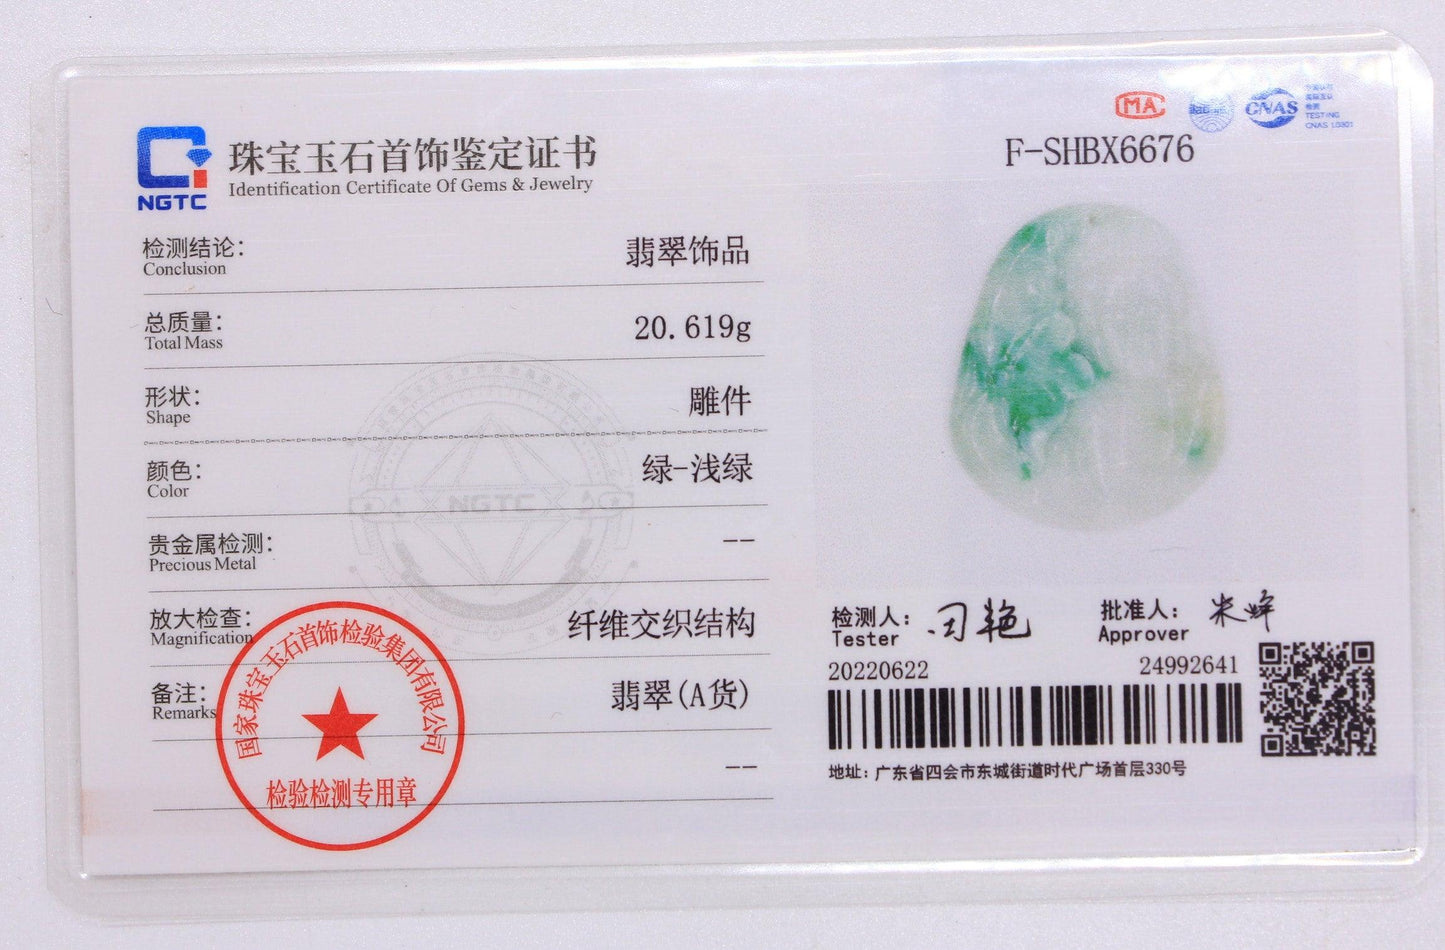 NGTC
珠宝玉石首饰鉴定证书
Identification Certificate Of Gems & Jewelry
检测结论:
Conclusion
翡翠饰品
总质量:
Total Mass
20.619g
形状:
Shape
雕件
颜色:
Color
绿-浅绿
贵金属检测:
Precious Metal
--
放大检查:
Magnification
纤维交织结构
备注:
Remarks
翡翠(A货)
--
NGTC
国家珠宝玉石首饰检验集团有限公司
检验检测专用章
MA
CNAS
TESTING
F-SHBX6676
检测人:
Tester
批准人:
Approver
20220622
24992641
地址: 广东省四会市东城街道时代广场首层330号